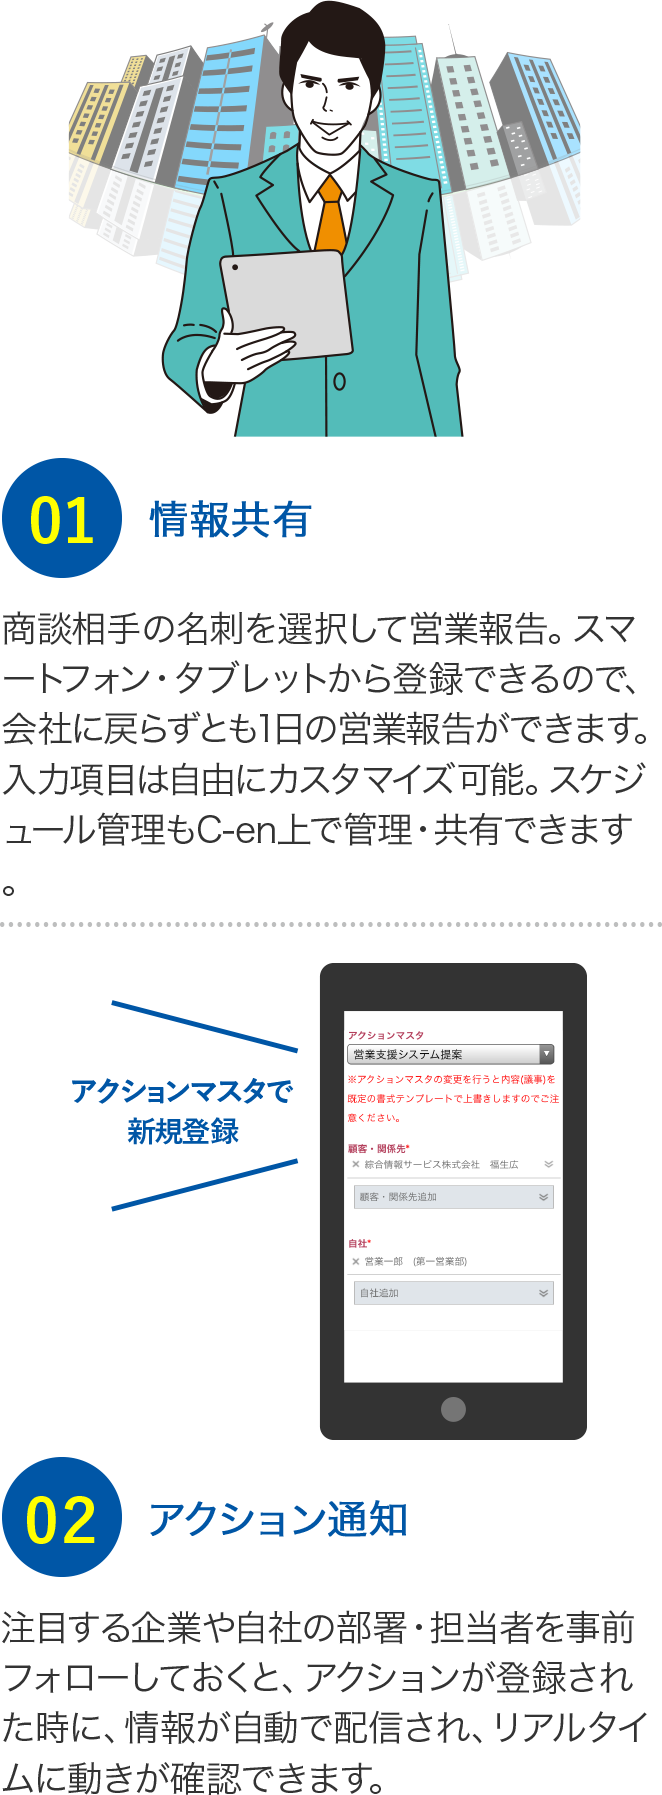 01
情報共有
商談相手の名刺を選択して営業報告。スマ
ートフォン・タブレットから登録できるので、
会社に戻らずとも1日の営業報告ができます。
入力項目は自由にカスタマイズ可能。スケジ
ュール管理もC-en上で管理・共有できます
。
アクションマスタで
新規登録
アクションマスタ
営業支援システム提案
※アクションマスタの変更を行うと内容(議事)を
既定の書式テンプレートで上書きしますのでご注
意ください。
顧客・関係先*
× 綜合情報サービス株式会社 福生広
顧客・関係先追加
自社*
× 営業一郎 (第一営業部)
自社追加
02
アクション通知
注目する企業や自社の部署・担当者を事前
フォローしておくと、アクションが登録され
た時に、情報が自動で配信され、リアルタイ
ムに動きが確認できます。